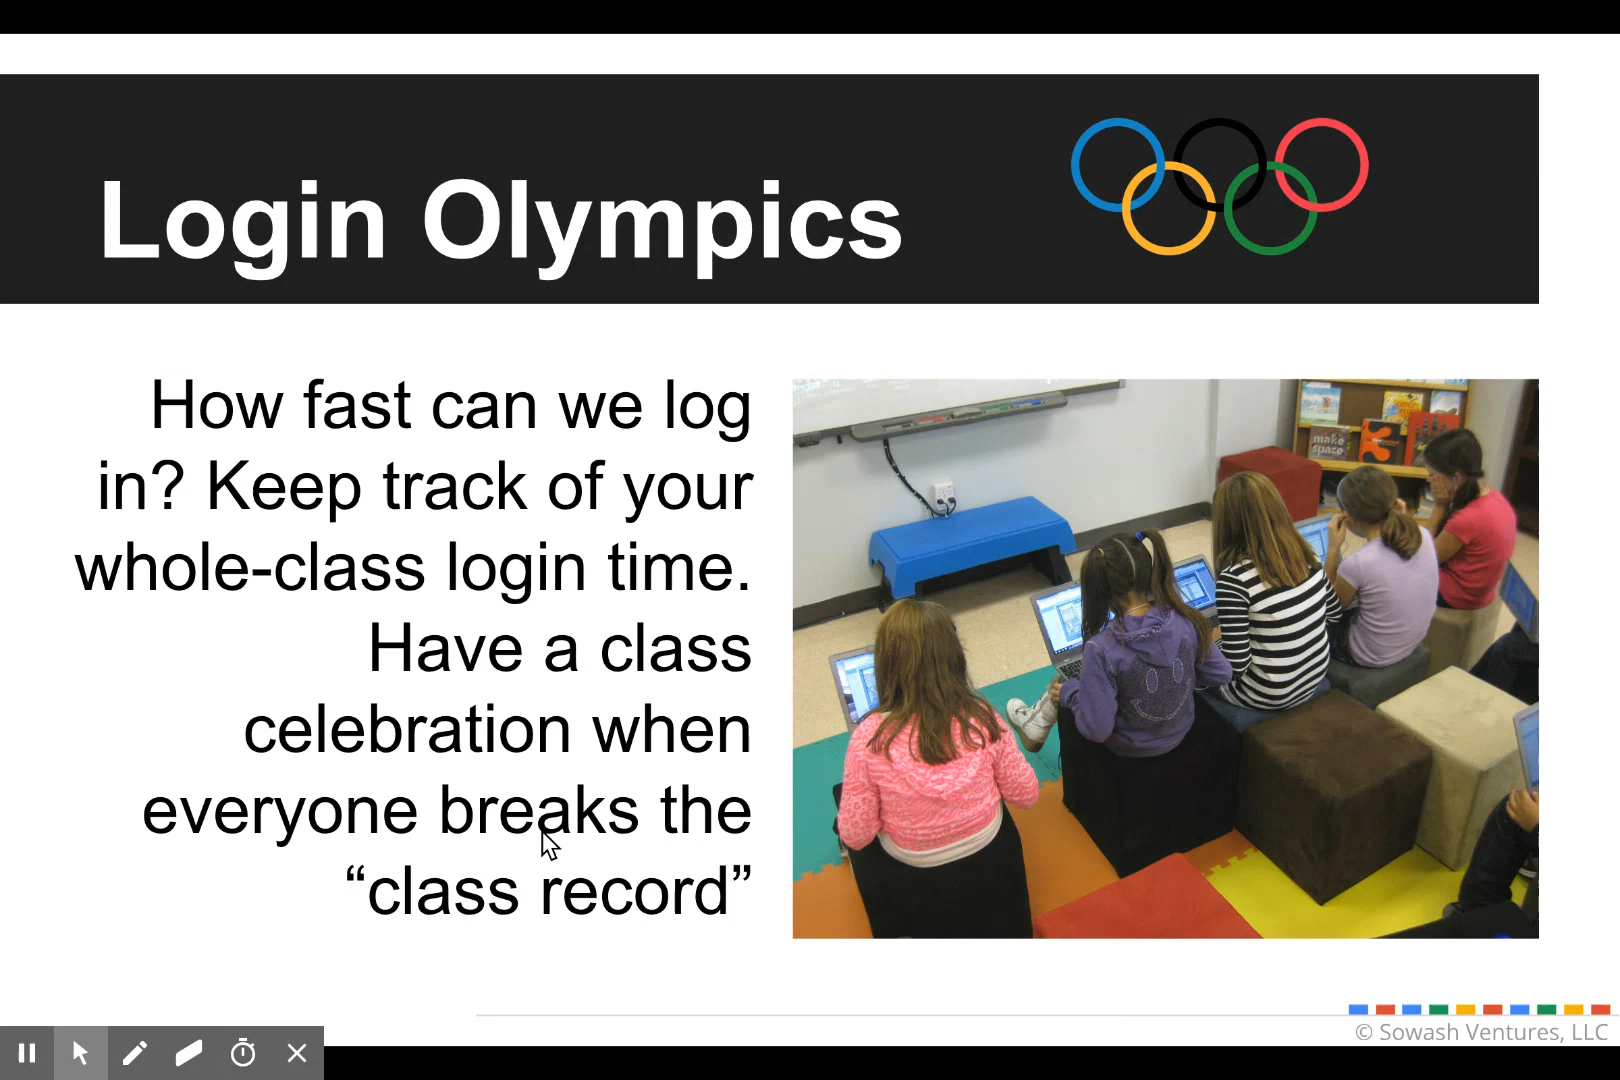 Login Olympics
How fast can we log
in? Keep track of your
whole-class login time.
Have a class
celebration when
everyone breaks the
“class record”
make
space
© Sowash Ventures, LLC